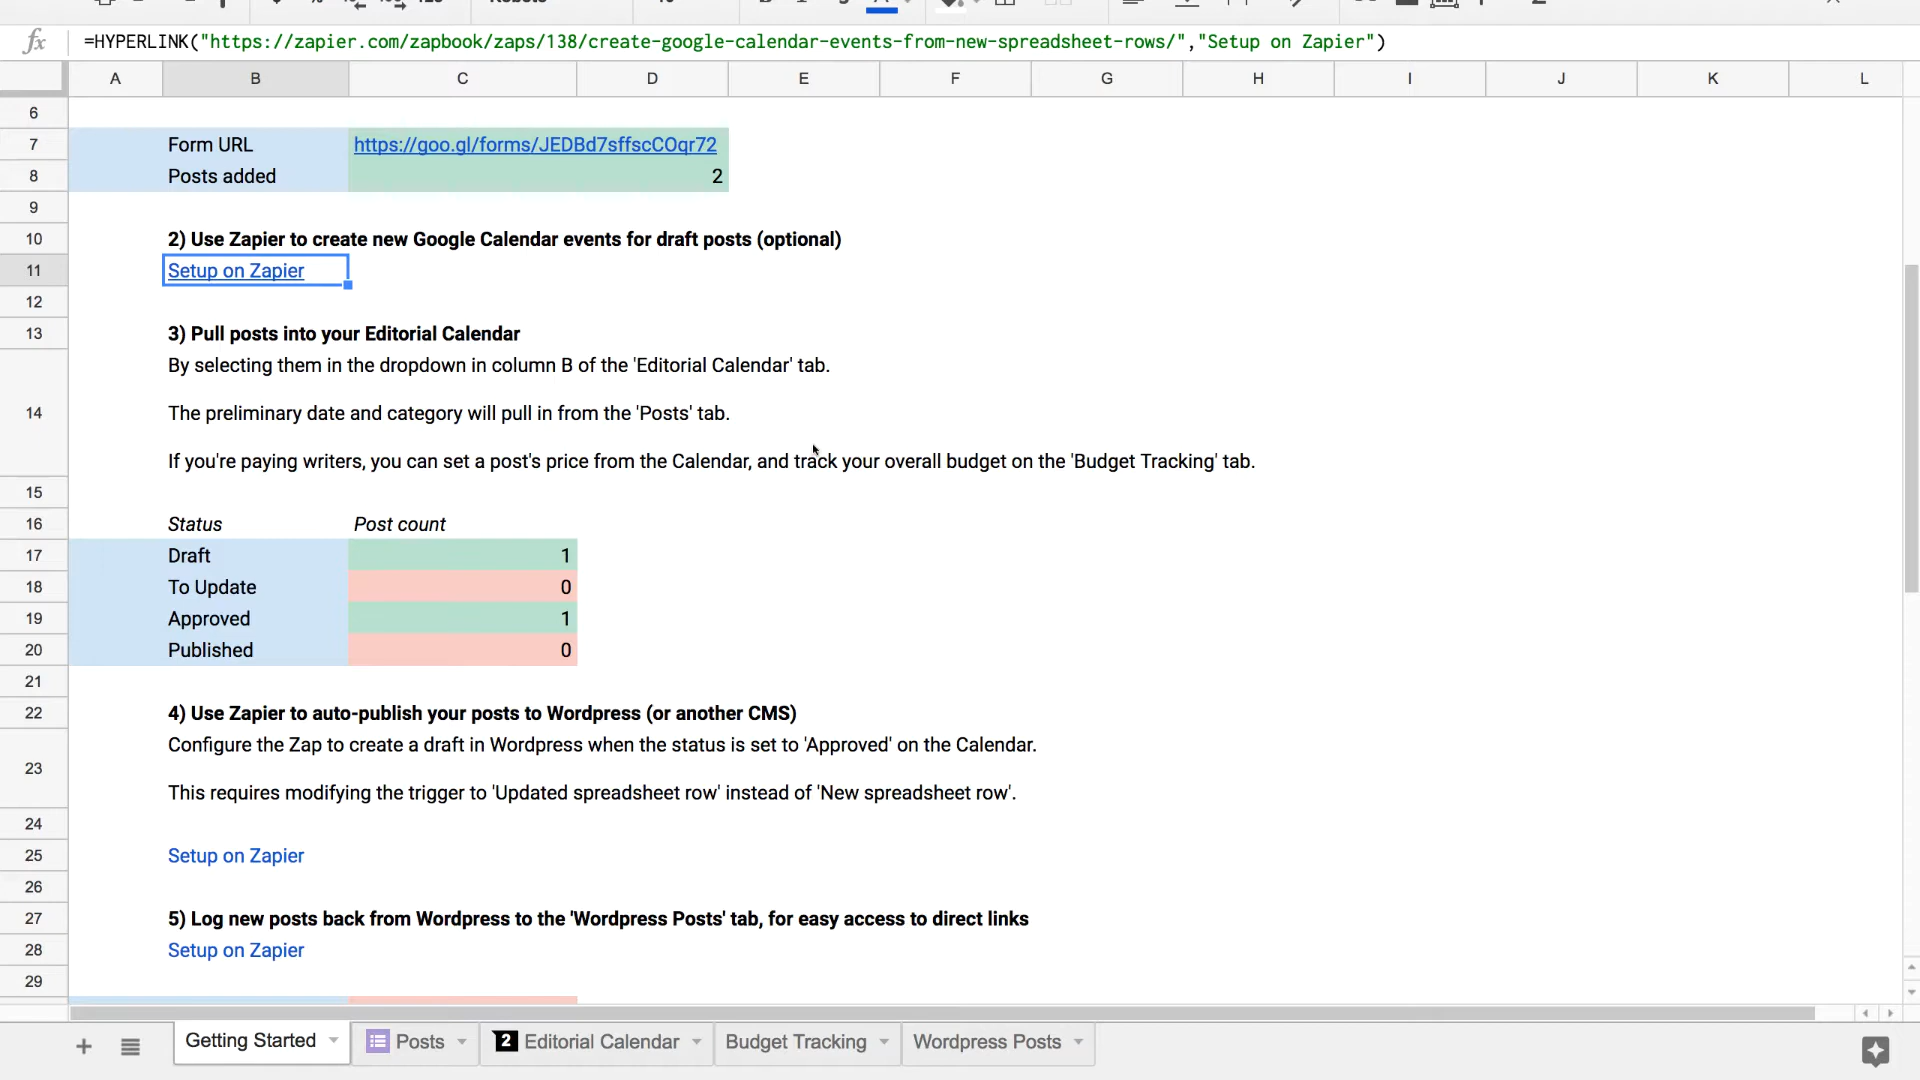 =HYPERLINK("https://zapier.com/zapbook/zaps/138/create-google-calendar-events-from-new-spreadsheet-rows/","Setup on Zapier")
A B C D E F G H I J K L
6
7 Form URL https://goo.gl/forms/JEDBd7sffscCOqr72
8 Posts added 2
9
10 2) Use Zapier to create new Google Calendar events for draft posts (optional)
11 Setup on Zapier
12
13 3) Pull posts into your Editorial Calendar
By selecting them in the dropdown in column B of the 'Editorial Calendar' tab.
14 The preliminary date and category will pull in from the 'Posts' tab.
If you're paying writers, you can set a post's price from the Calendar, and track your overall budget on the 'Budget Tracking' tab.
15
16 Status Post count
17 Draft 1
18 To Update 0
19 Approved 1
20 Published 0
21
22 4) Use Zapier to auto-publish your posts to Wordpress (or another CMS)
Configure the Zap to create a draft in Wordpress when the status is set to 'Approved' on the Calendar.
23
This requires modifying the trigger to 'Updated spreadsheet row' instead of 'New spreadsheet row'.
24
25 Setup on Zapier
26
27 5) Log new posts back from Wordpress to the 'Wordpress Posts' tab, for easy access to direct links
28 Setup on Zapier
29
Getting Started Posts 2 Editorial Calendar Budget Tracking Wordpress Posts